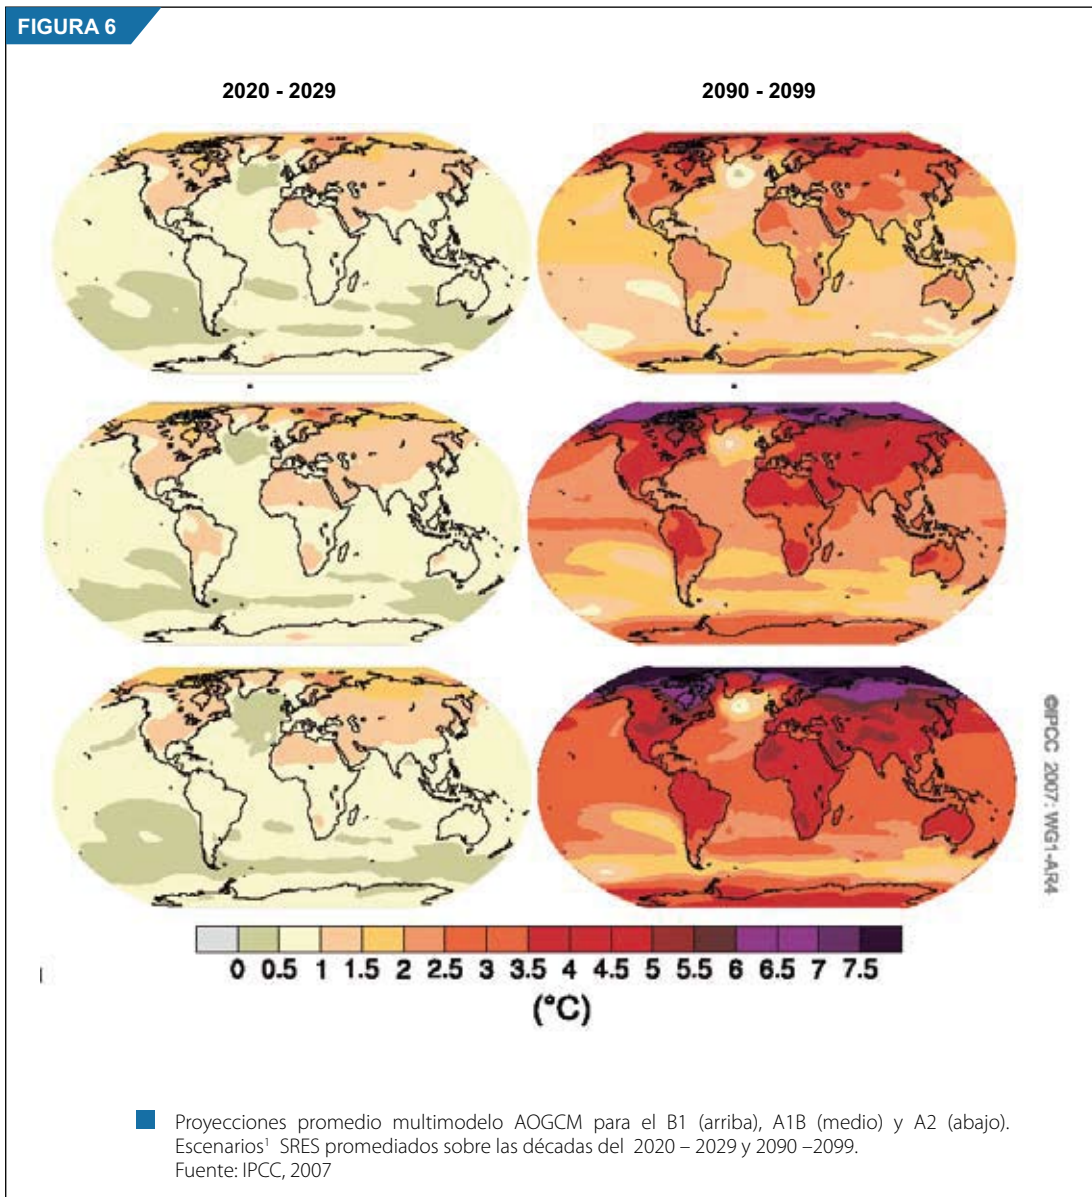 FIGURA 6
2020 - 2029
2090 - 2099
©IPCC 2007: WG1-AR4
0 0.5 1 1.5 2 2.5 3 3.5 4 4.5 5 5.5 6 6.5 7 7.5
(°C)
Proyecciones promedio multimodelo AOGCM para el B1 (arriba), A1B (medio) y A2 (abajo).
Escenarios¹ SRES promediados sobre las décadas del 2020 – 2029 y 2090 –2099.
Fuente: IPCC, 2007